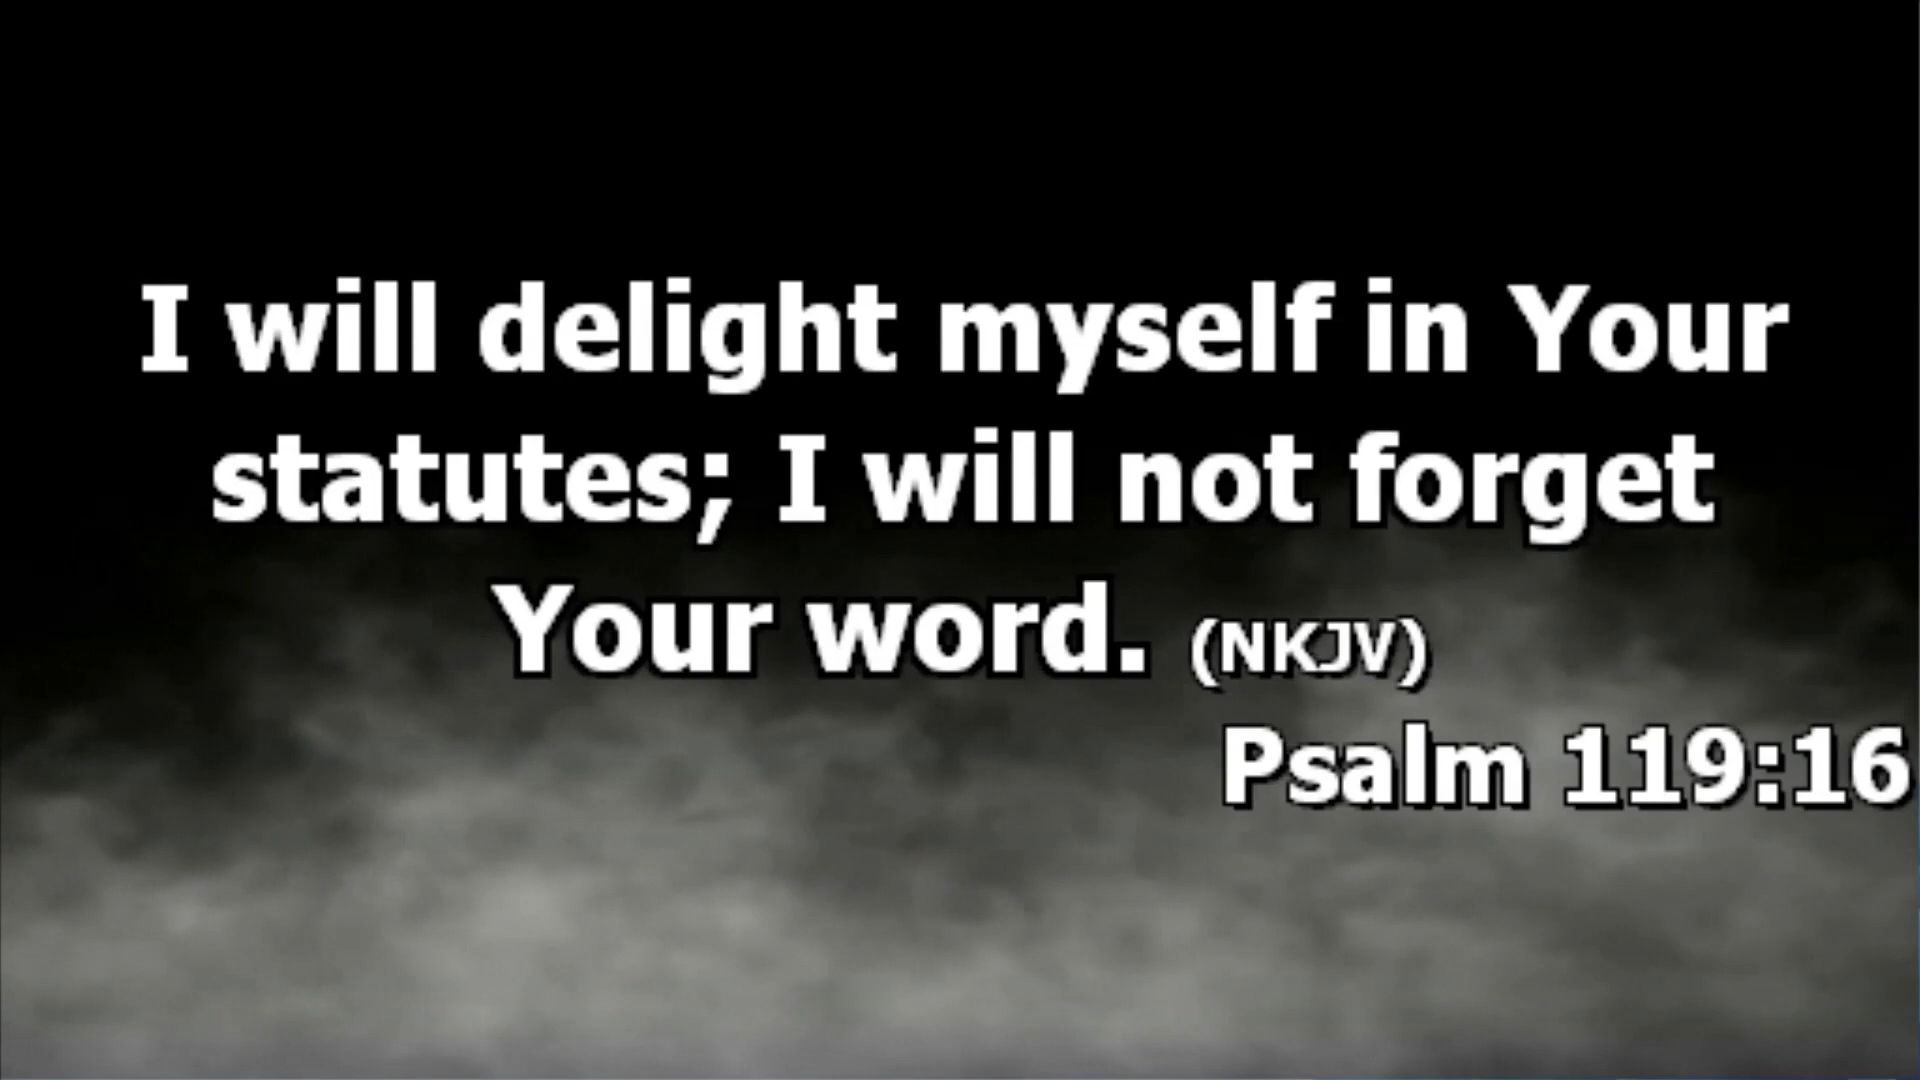 I will delight myself in Your
statutes; I will not forget
Your word. (NKJV)
Psalm 119:16